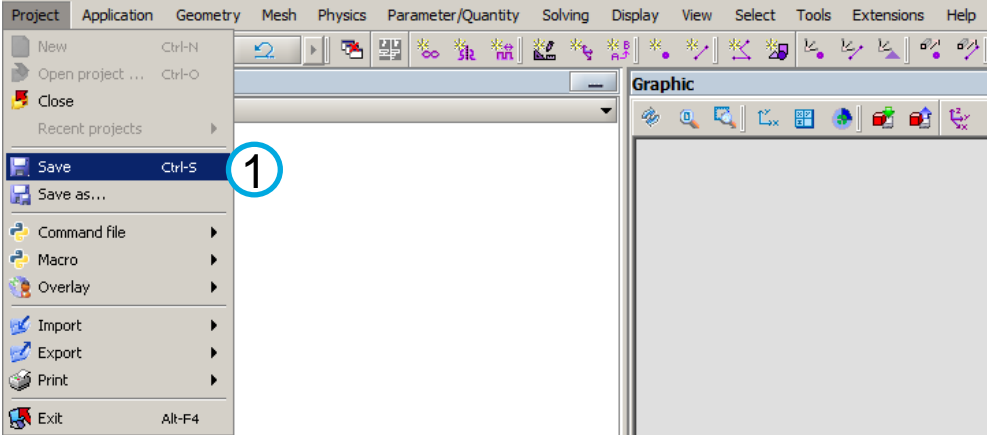 Project Application Geometry Mesh Physics Parameter/Quantity Solving Display View Select Tools Extensions Help
New Ctrl-N
Open project ... Ctrl-O
Close
Recent projects
Save Ctrl-S
1
Save as...
Command file
Macro
Overlay
Import
Export
Print
Exit Alt-F4
Graphic